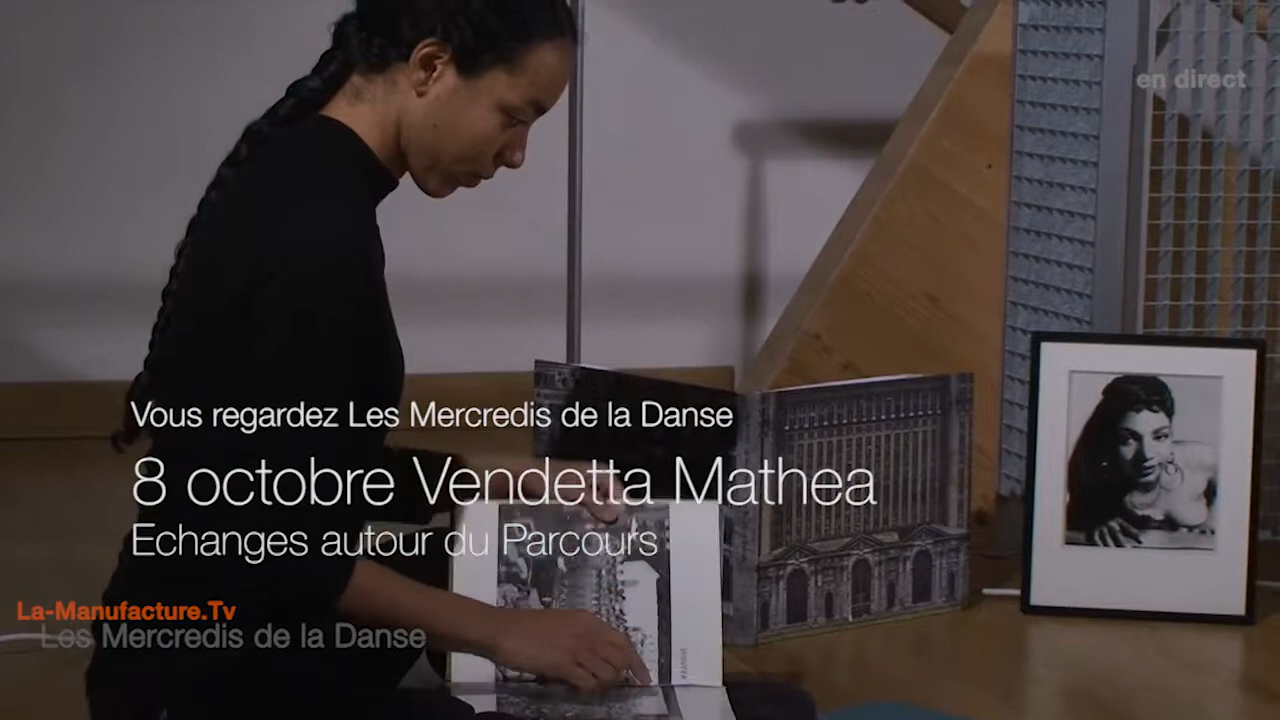 en direct
Vous regardez Les Mercredis de la Danse
8 octobre Vendetta Mathea
Echanges autour du Parcours
La-Manufacture.Tv
Les Mercredis de la Danse